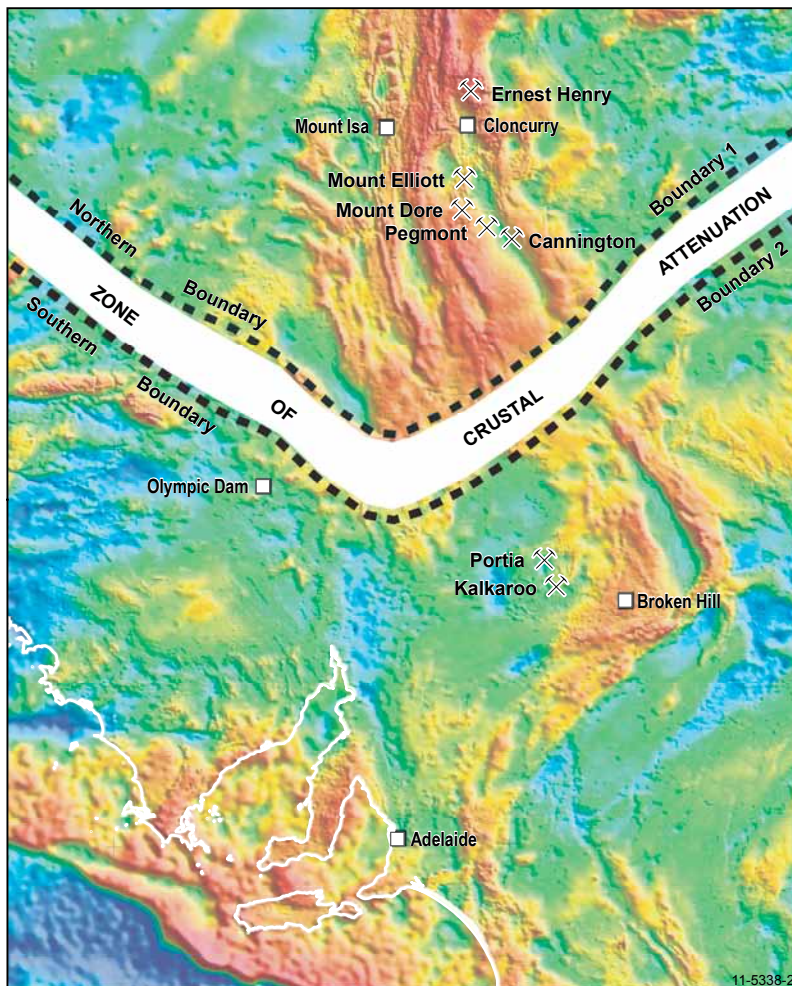 Ernest Henry
Mount Isa
Cloncurry
Mount Elliott
Mount Dore
Pegmont
Cannington
Boundary 1
ATTENUATION
Boundary 2
Northern
Boundary
ZONE
OF
CRUSTAL
Southern
Boundary
Olympic Dam
Portia
Kalkaroo
Broken Hill
Adelaide
11-5338-2